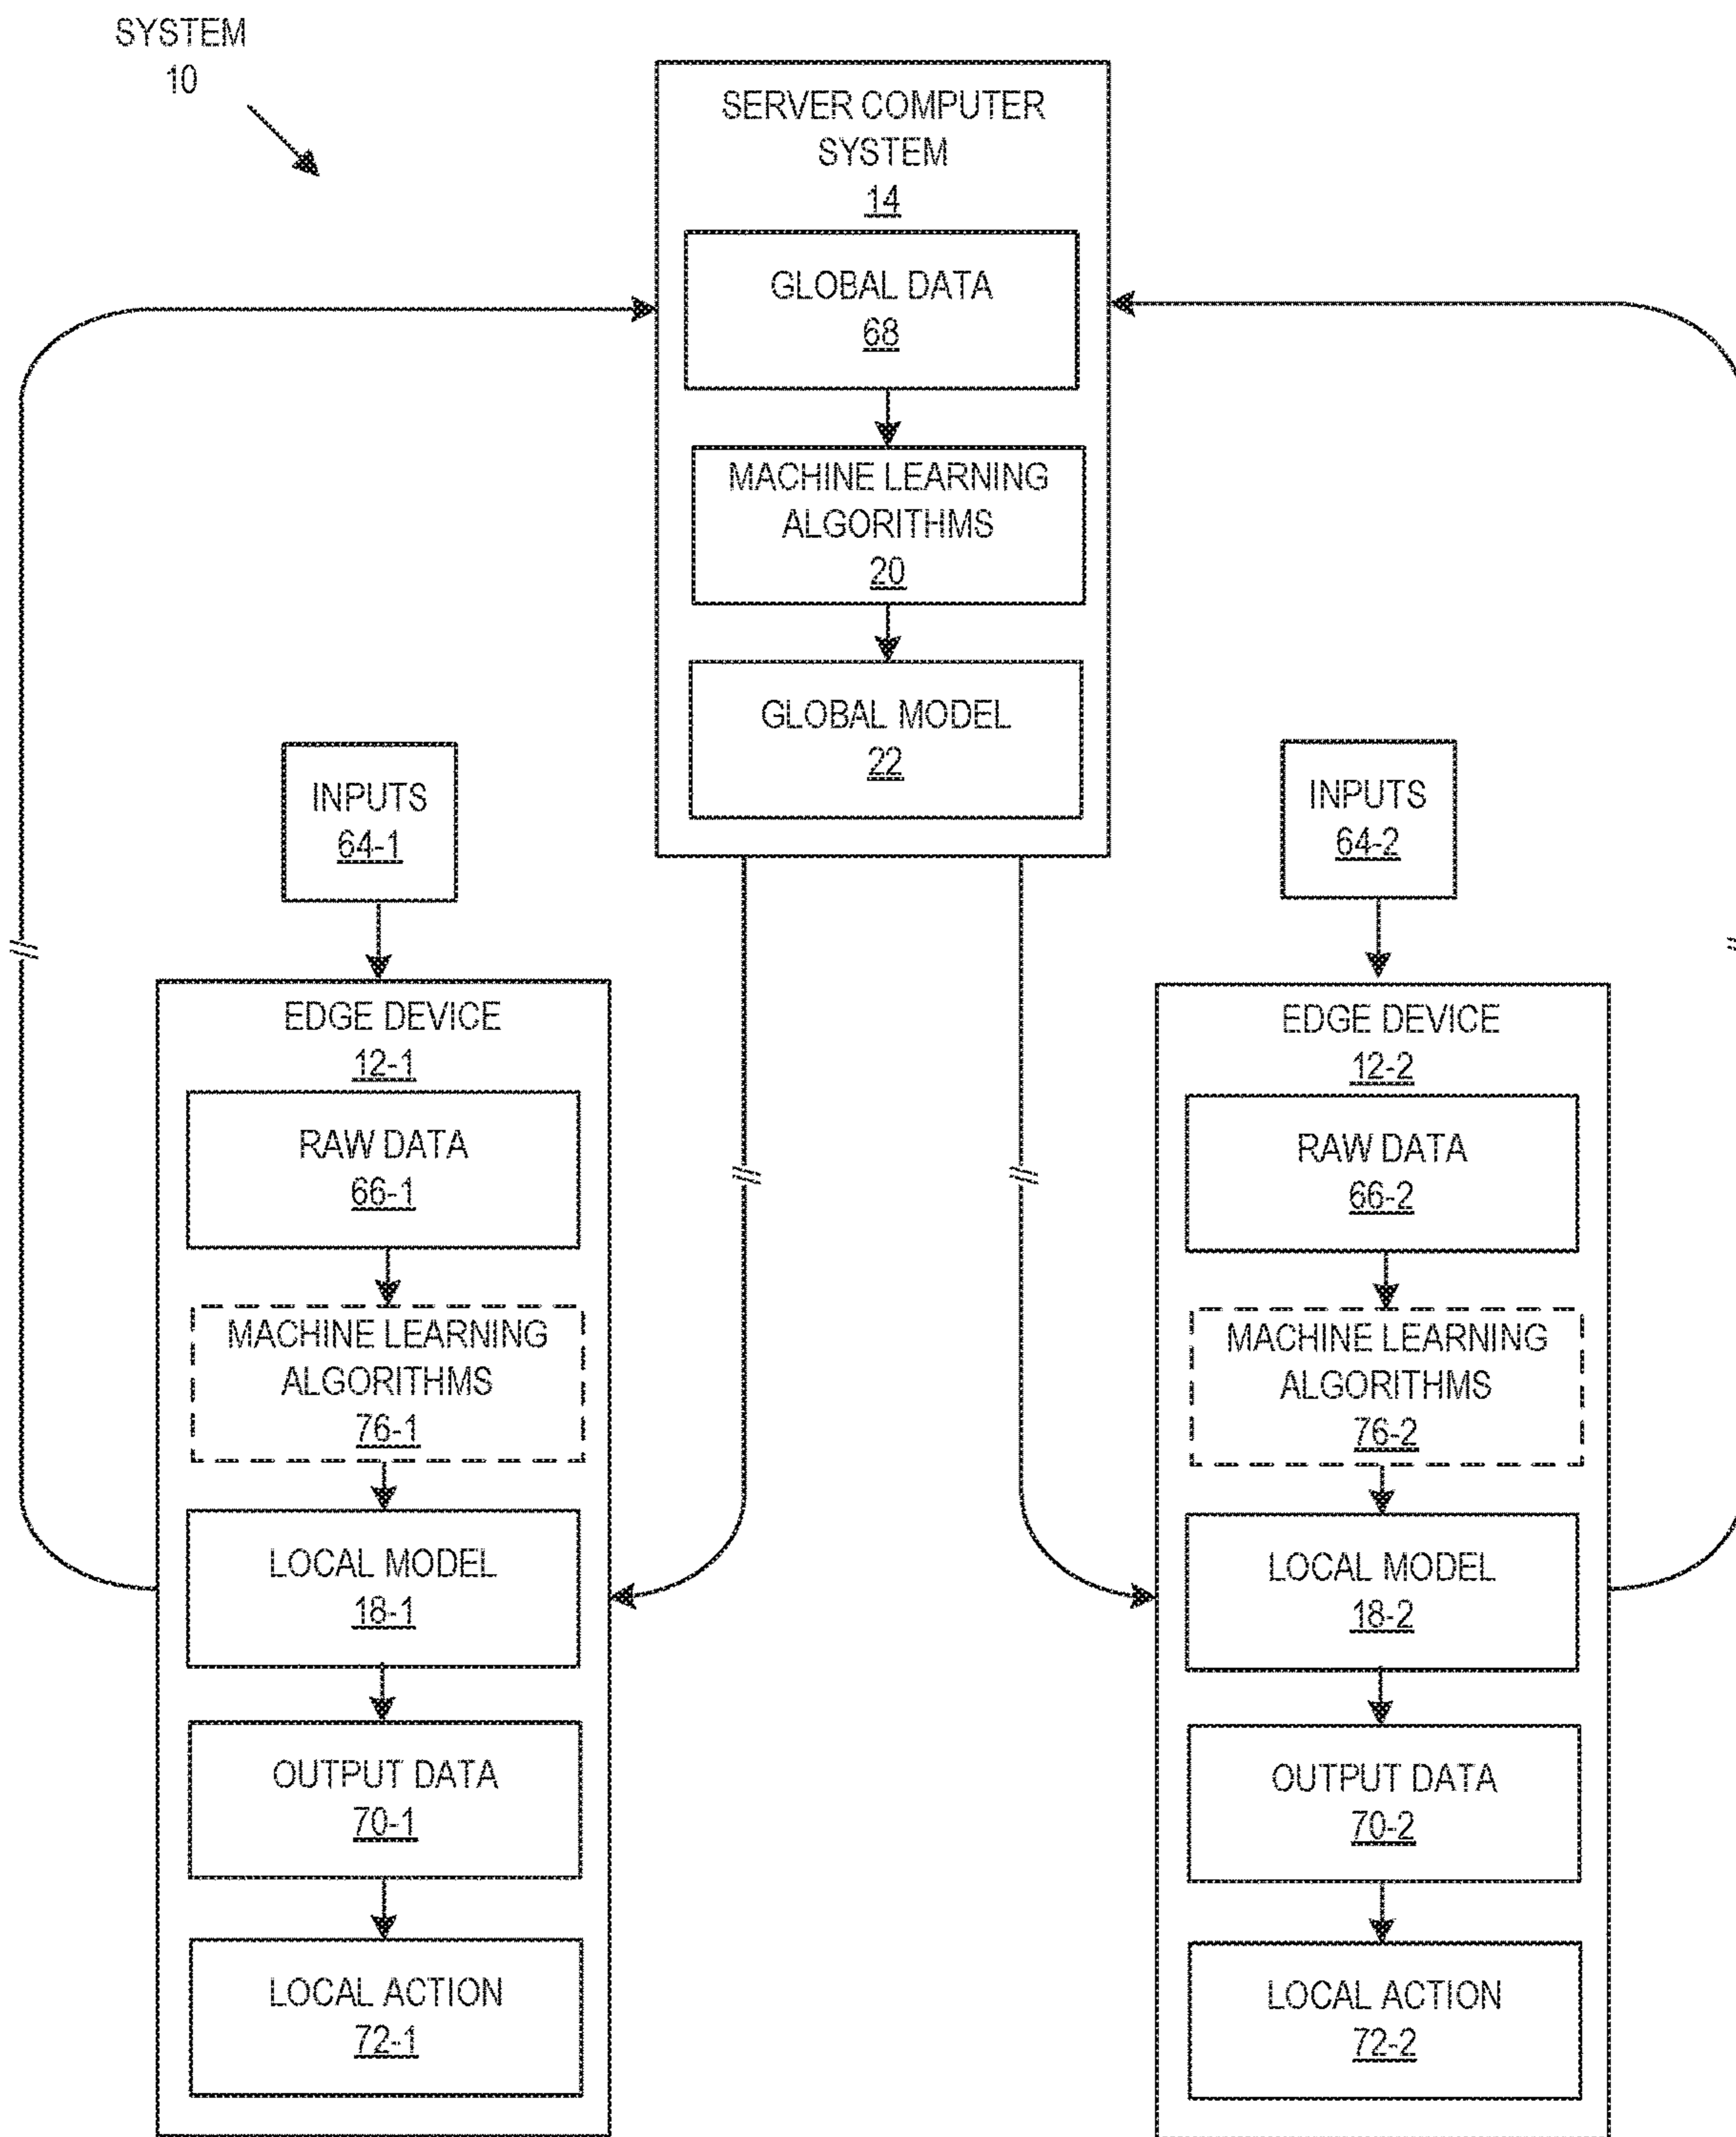 SYSTEM
10
SERVER COMPUTER
SYSTEM
14
GLOBAL DATA
68
MACHINE LEARNING
ALGORITHMS
20
GLOBAL MODEL
22
INPUTS
64-1
EDGE DEVICE
12-1
RAW DATA
66-1
MACHINE LEARNING
ALGORITHMS
76-1
LOCAL MODEL
18-1
OUTPUT DATA
70-1
LOCAL ACTION
72-1
INPUTS
64-2
EDGE DEVICE
12-2
RAW DATA
66-2
MACHINE LEARNING
ALGORITHMS
76-2
LOCAL MODEL
18-2
OUTPUT DATA
70-2
LOCAL ACTION
72-2